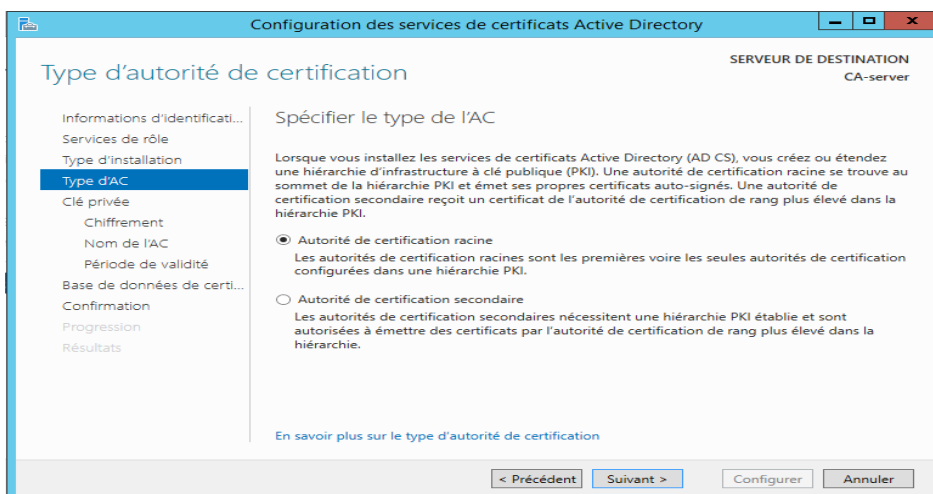 Configuration des services de certificats Active Directory
Type d'autorité de certification
SERVEUR DE DESTINATION
CA-server
Informations d'identificati...
Services de rôle
Type d'installation
Type d'AC
Clé privée
Chiffrement
Nom de l'AC
Période de validité
Base de données de certi...
Confirmation
Progression
Résultats
Spécifier le type de l'AC
Lorsque vous installez les services de certificats Active Directory (AD CS), vous créez ou étendez
une hiérarchie d'infrastructure à clé publique (PKI). Une autorité de certification racine se trouve au
sommet de la hiérarchie PKI et émet ses propres certificats auto-signés. Une autorité de
certification secondaire reçoit un certificat de l'autorité de certification de rang plus élevé dans la
hiérarchie PKI.
Autorité de certification racine
Les autorités de certification racines sont les premières voire les seules autorités de certification
configurées dans une hiérarchie PKI.
Autorité de certification secondaire
Les autorités de certification secondaires nécessitent une hiérarchie PKI établie et sont
autorisées à émettre des certificats par l'autorité de certification de rang plus élevé dans la
hiérarchie.
En savoir plus sur le type d'autorité de certification
< Précédent
Suivant >
Configurer
Annuler